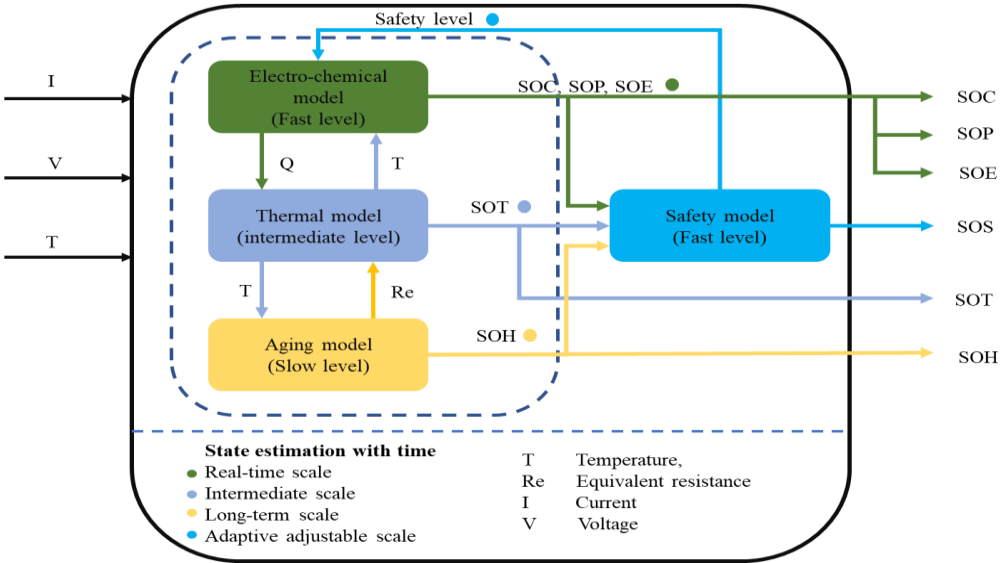 Safety level
I
Electro-chemical
model
(Fast level)
SOC, SOP, SOE
SOC
SOP
SOE
V
Q
T
Thermal model
(intermediate level)
SOT
Safety model
(Fast level)
SOS
T
T
Re
SOT
Aging model
(Slow level)
SOH
SOH
State estimation with time
Real-time scale
Intermediate scale
Long-term scale
Adaptive adjustable scale
T Temperature,
Re Equivalent resistance
I Current
V Voltage